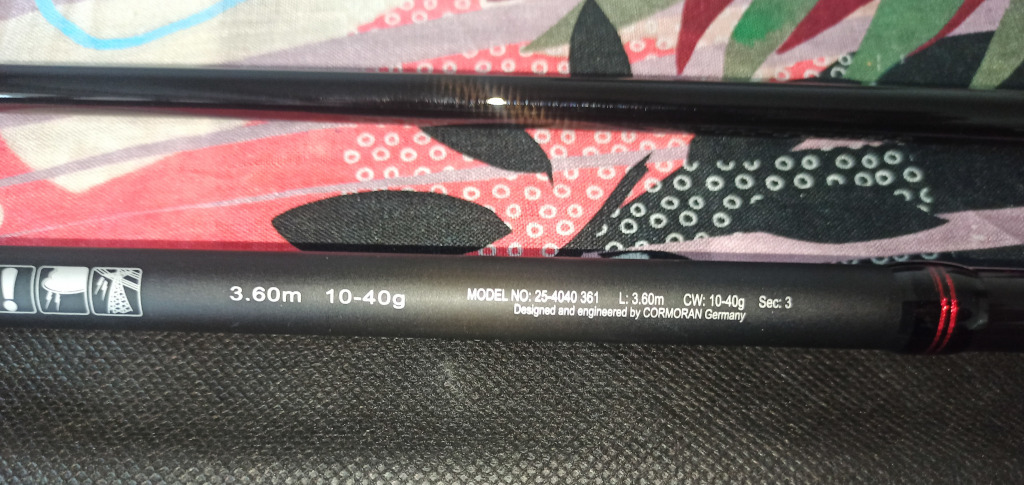 3.60m 10-40g
MODEL NO: 25-4040 361 L: 3.60m CW: 10-40g Sec: 3
Designed and engineered by CORMORAN Germany